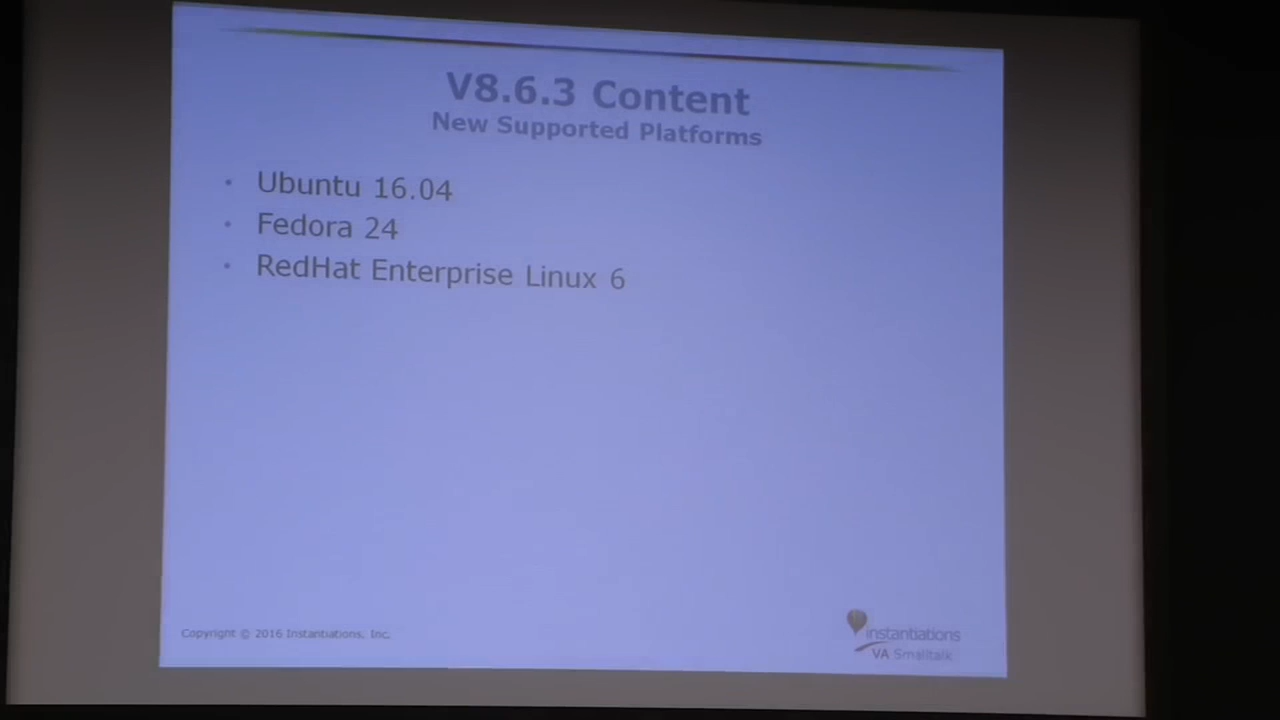 V8.6.3 Content
New Supported Platforms
• Ubuntu 16.04
• Fedora 24
• RedHat Enterprise Linux 6
Copyright © 2016 Instantiations, Inc.
instantiations
VA Smalltalk